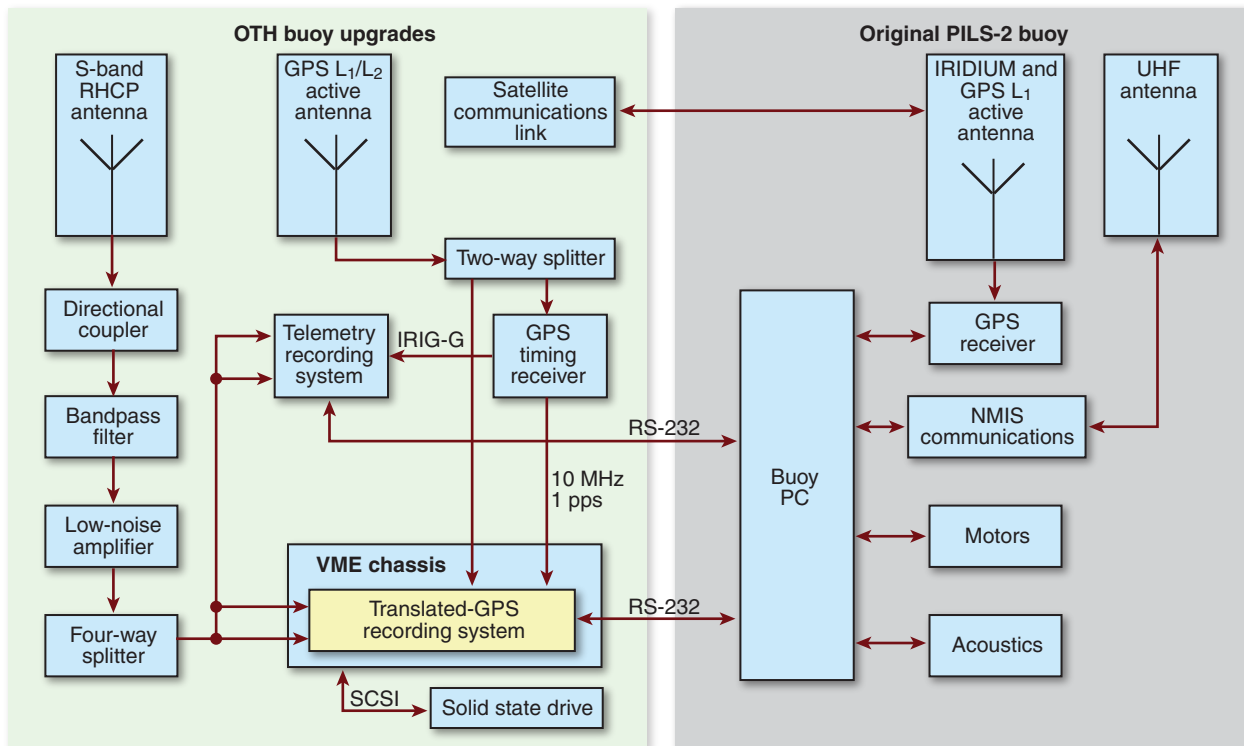 OTH buoy upgrades
S-band
RHCP
antenna
GPS L1/L2
active
antenna
Satellite
communications
link
Two-way splitter
Directional
coupler
Telemetry
recording
system
IRIG-G
GPS
timing
receiver
Bandpass
filter
RS-232
10 MHz
1 pps
Low-noise
amplifier
VME chassis
Translated-GPS
recording system
RS-232
Four-way
splitter
SCSI
Solid state drive
Original PILS-2 buoy
IRIDIUM and
GPS L1
active
antenna
UHF
antenna
GPS
receiver
NMIS
communications
Buoy
PC
Motors
Acoustics